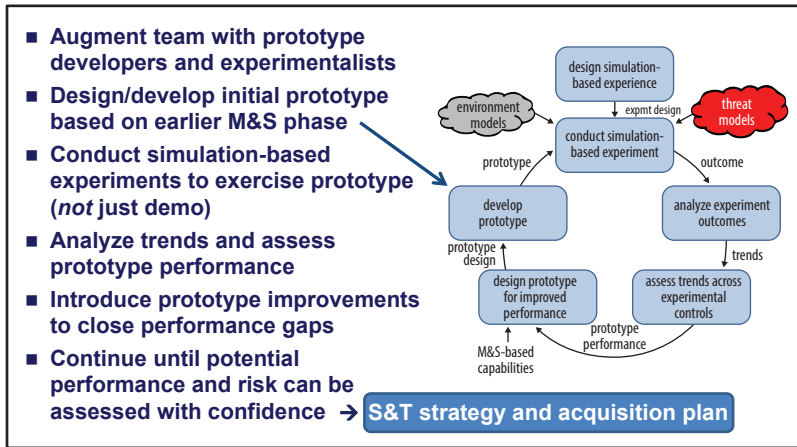 ■ Augment team with prototype
developers and experimentalists
■ Design/develop initial prototype
based on earlier M&S phase
■ Conduct simulation-based
experiments to exercise prototype
(not just demo)
■ Analyze trends and assess
prototype performance
■ Introduce prototype improvements
to close performance gaps
■ Continue until potential
performance and risk can be
assessed with confidence →
S&T strategy and acquisition plan
design simulation-
based experience
environment
models
expmt design
threat
models
conduct simulation-
based experiment
prototype
outcome
develop
prototype
analyze experiment
outcomes
prototype
design
trends
design prototype
for improved
performance
assess trends across
experimental
controls
prototype
performance
M&S-based
capabilities